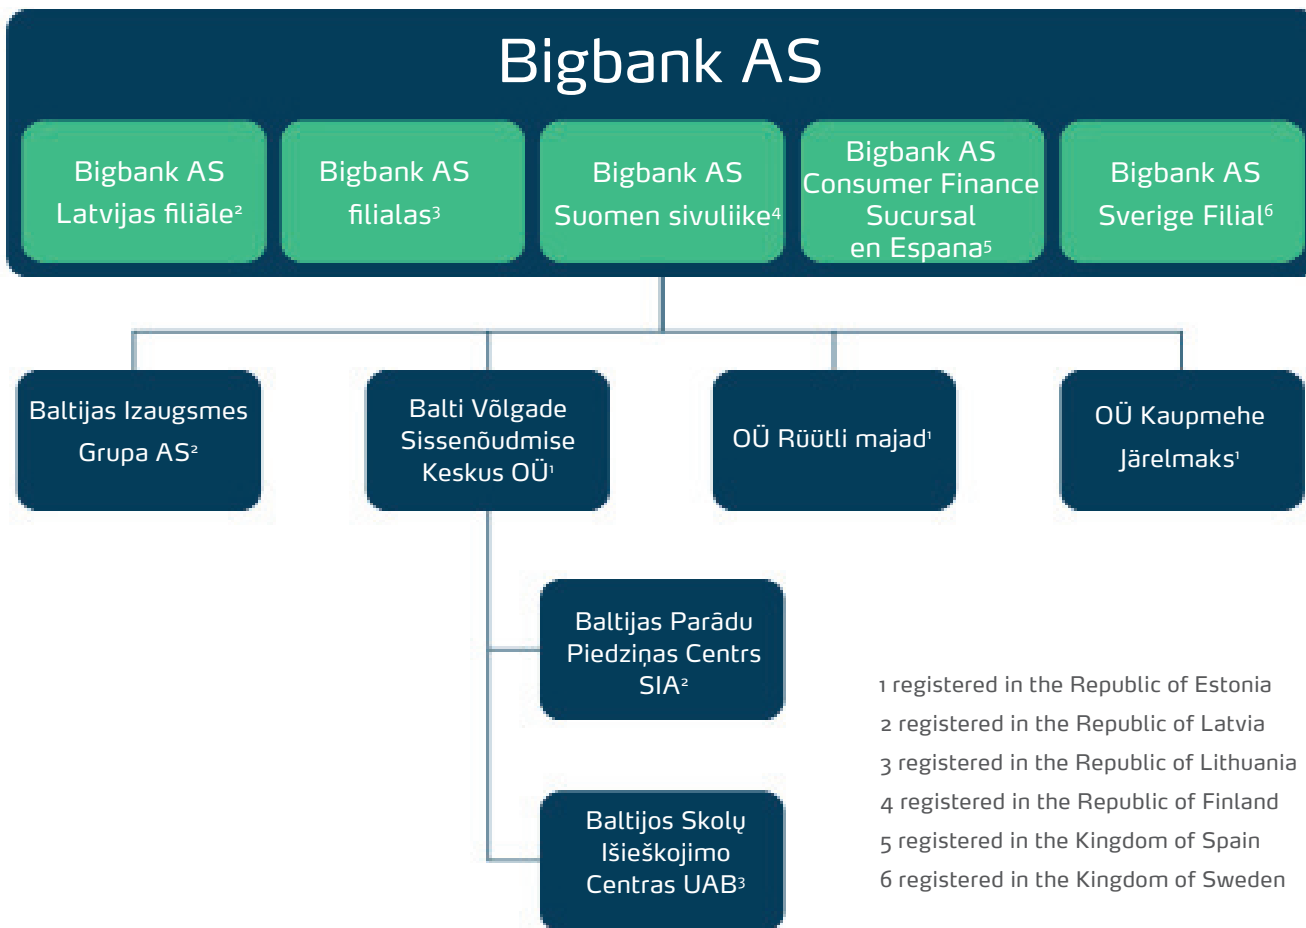 Bigbank AS
Bigbank AS
Latvijas filiāle²
Bigbank AS
filialas³
Bigbank AS
Suomen sivuliike⁴
Bigbank AS
Consumer Finance
Sucursal
en Espana⁵
Bigbank AS
Sverige Filial⁶
Baltijas Izaugsmes
Grupa AS²
Balti Võlgade
Sissenõudmise
Keskus OÜ¹
OÜ Rüütli majad¹
OÜ Kaupmehe
Järelmaks¹
Baltijas Parādu
Piedziņas Centrs
SIA²
Baltijos Skolų
Išieškojimo
Centras UAB³
1 registered in the Republic of Estonia
2 registered in the Republic of Latvia
3 registered in the Republic of Lithuania
4 registered in the Republic of Finland
5 registered in the Kingdom of Spain
6 registered in the Kingdom of Sweden